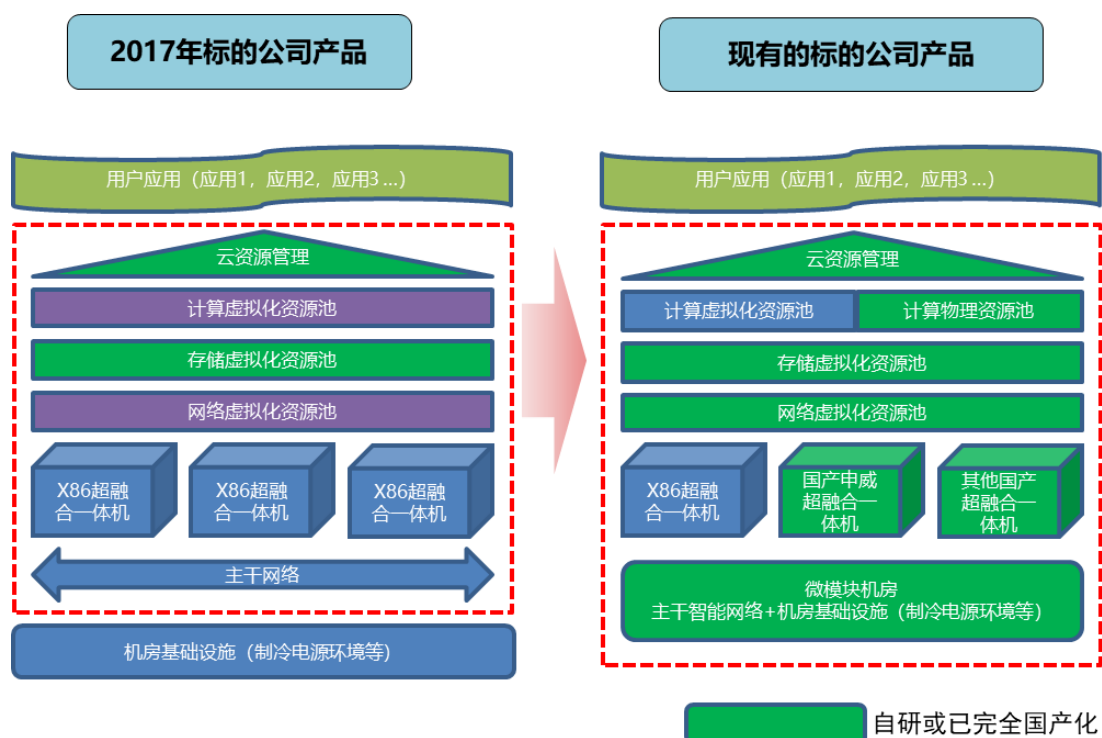 2017年标的公司产品
用户应用（应用1，应用2，应用3 ...）
云资源管理
计算虚拟化资源池
存储虚拟化资源池
网络虚拟化资源池
X86超融
合一体机
X86超融
合一体机
X86超融
合一体机
主干网络
机房基础设施（制冷电源环境等）
现有的标的公司产品
用户应用（应用1，应用2，应用3 ...）
云资源管理
计算虚拟化资源池
计算物理资源池
存储虚拟化资源池
网络虚拟化资源池
X86超融
合一体机
国产申威
超融合一
体机
其他国产
超融合一
体机
微模块机房
主干智能网络+机房基础设施（制冷电源环境等）
自研或已完全国产化